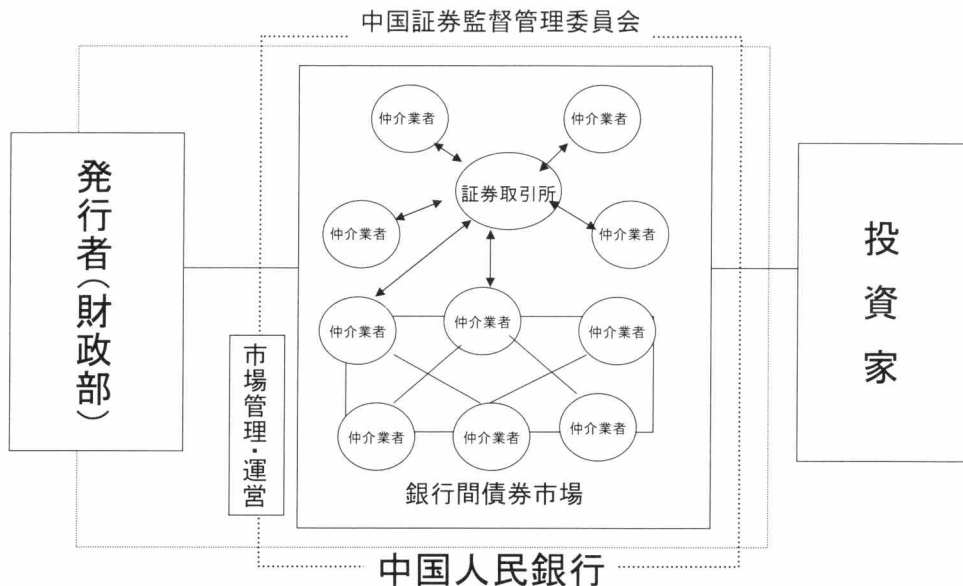 中国証券監督管理委員会
仲介業者
仲介業者
証券取引所
仲介業者
仲介業者
発行者(財政部)
投資家
仲介業者
仲介業者
仲介業者
市場管理・運営
仲介業者
仲介業者
仲介業者
銀行間債券市場
中国人民銀行